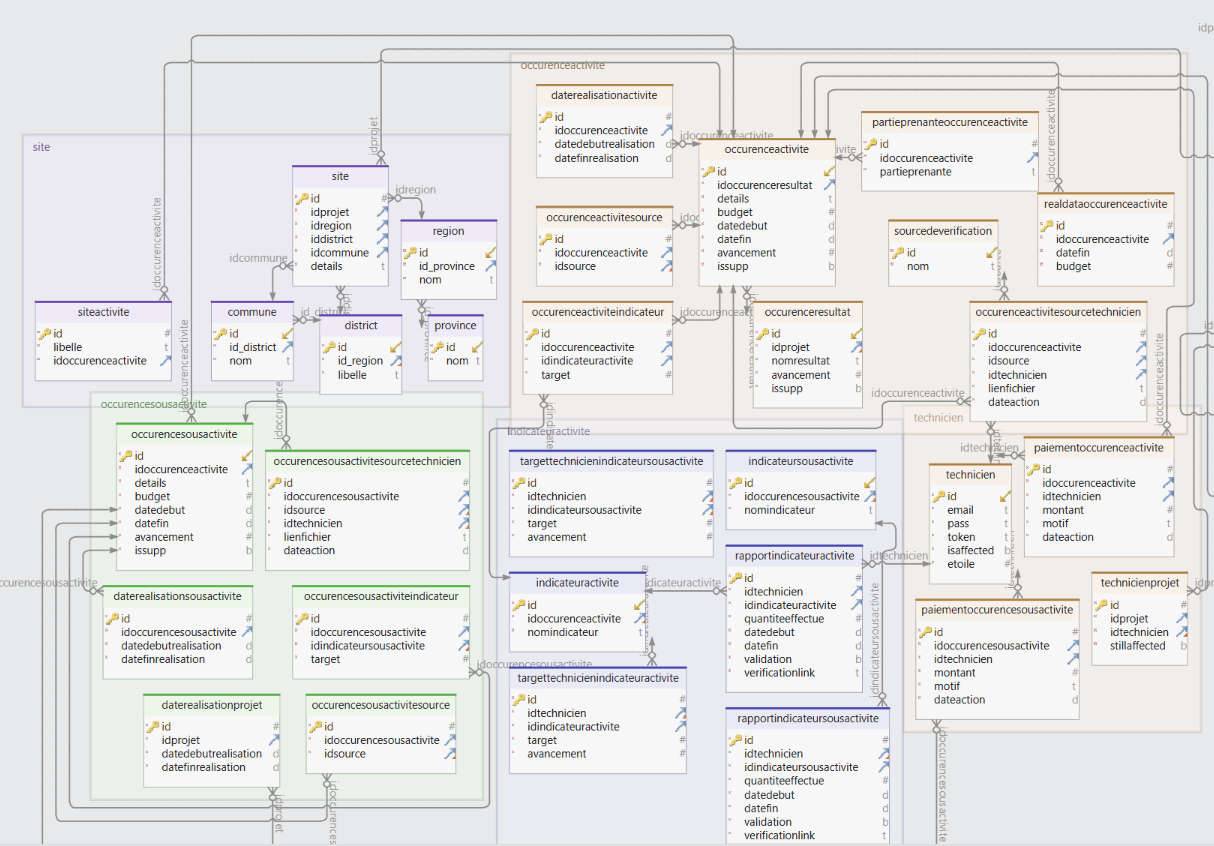 idp
occurenceactivite
site
daterealisationactivite
id #
idoccurenceactivite
datedebutrealisation d
datefinrealisation d
idoccurenceactivite
occurenceactivite
id
idoccurenceresultat
details t
budget #
datedebut d
datefin d
avancement #
issupp b
partieprenanteoccurenceactivite
id #
idoccurenceactivite
partieprenante t
idoccurenceactivite
idprojet
site
id #
idprojet
idregion
iddistrict
idcommune
details t
idregion
region
id
id_province
nom t
idcommune
idoccurenceactivite
occurenceactivitesource
id #
idoccurenceactivite
idsource
sourcedeverification
id
nom t
realdataoccurenceactivite
id #
idoccurenceactivite
datefin d
budget #
siteactivite
id #
libelle t
idoccurenceactivite
commune
id
id_district
nom t
district
id
id_region
libelle t
province
id
nom t
occurenceactiviteindicateur
id #
idoccurenceactivite
idindicateuractivite
target #
occurenceresultat
id
idprojet
nomresultat t
avancement #
issupp b
occurenceactivitesourcetechnicien
id #
idoccurenceactivite
idsource
idtechnicien
lienfichier t
dateaction d
idoccurenceactivite
idoccurenceactivite
idoccurenceactivite
occurencesousactivite
occurencesousactivite
id
idoccurenceactivite
details t
budget #
datedebut d
datefin d
avancement #
issupp b
occurencesousactivitesourcetechnicien
id #
idoccurencesousactivite
idsource
idtechnicien
lienfichier t
dateaction d
indicateuractivite
targettechnicienindicateursousactivite
id #
idtechnicien
idindicateursousactivite
target #
avancement #
indicateursousactivite
id
idoccurencesousactivite
nomindicateur t
technicien
idtechnicien
technicien
id
email t
pass t
token t
isaffected b
etoile #
paiementoccurenceactivite
id #
idoccurenceactivite
idtechnicien
montant #
motif t
dateaction d
daterealisationsousactivite
id #
idoccurencesousactivite
datedebutrealisation d
datefinrealisation d
ccurencesousactiviteindicateur
id #
idoccurencesousactivite
idindicateursousactivite
target #
idoccurencesousactivite
indicateuractivite
id
idoccurenceactivite
nomindicateur t
rapportindicateuractivite
id #
idtechnicien
idindicateuractivite
quantiteeffectue #
datedebut d
datefin d
validation b
verificationlink t
idtechnicien
idindicateursousactivite
paiementoccurencesousactivite
id #
idoccurencesousactivite
idtechnicien
montant #
motif t
dateaction d
technicienprojet
id #
idprojet
idtechnicien
stillaffected b
daterealisationprojet
id #
idprojet
datedebutrealisation d
datefinrealisation d
idprojet
occurencesousactivitesource
id #
idoccurencesousactivite
idsource
targettechnicienindicateuractivite
id #
idtechnicien
idindicateuractivite
target #
avancement #
rapportindicateursousactivite
id #
idtechnicien
idindicateursousactivite
quantiteeffectue #
datedebut d
datefin d
validation b
verificationlink t
idoccurencesousactivite